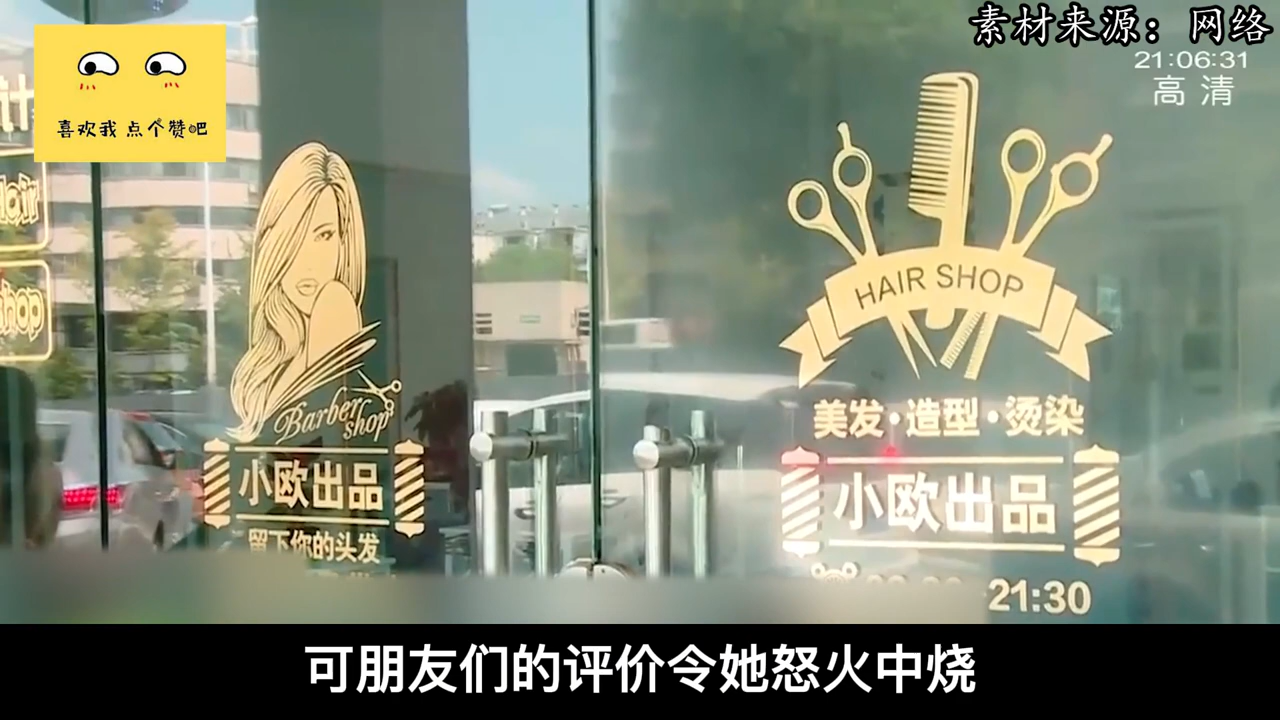 素材来源：网络
21:06:31
高清
喜欢我 点个赞吧
Barber
shop
小欧出品
留下你的头发
HAIR SHOP
美发·造型·烫染
小欧出品
21:30
可朋友们的评价令她怒火中烧